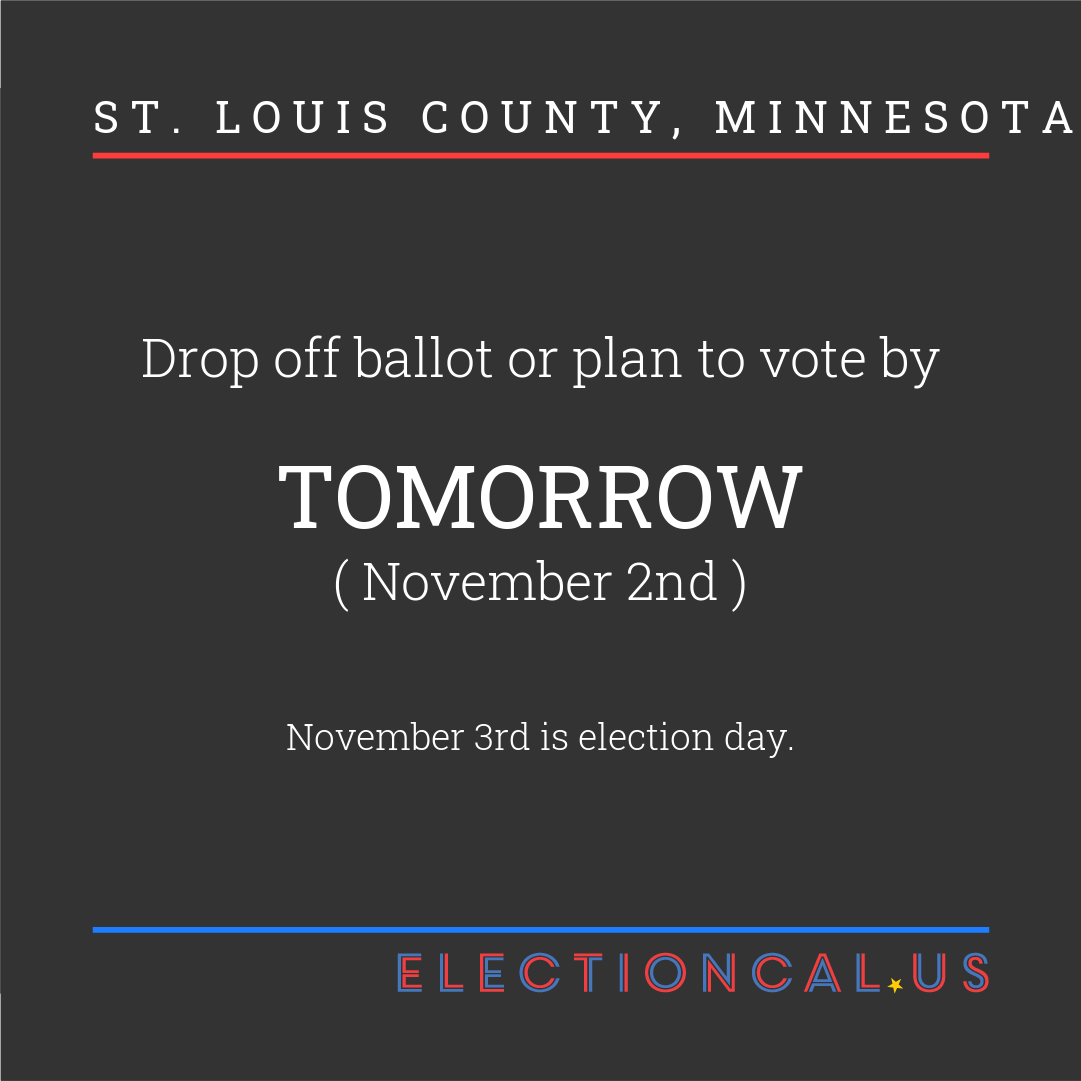 ST. LOUIS COUNTY, MINNESOTA
Drop off ballot or plan to vote by
TOMORROW
( November 2nd )
November 3rd is election day.
ELECTIONCAL.US